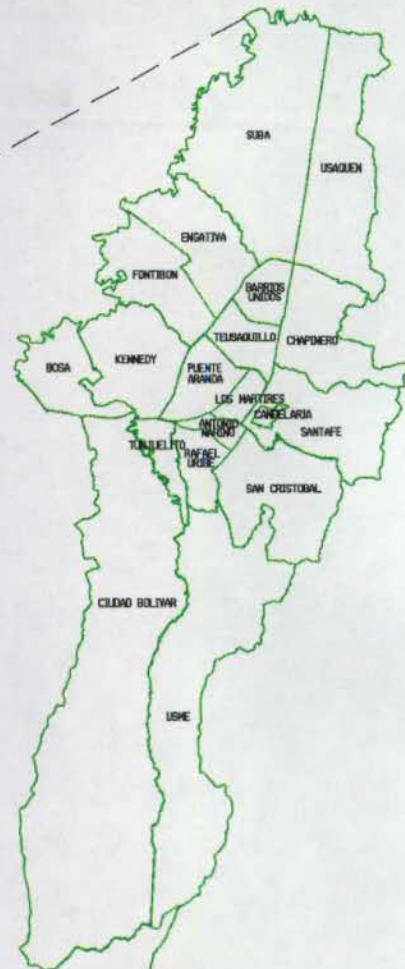 SUBA
USAQUEN
ENGATIVA
FONTIBON
BARRIOS
UNIDOS
TEUSAQUILLO
CHAPINERO
BOSA
KENNEDY
PUENTE
ARANDA
LOS MARTIRES
CANDELARIA
ANTONIO
NARINO
SANTAFE
TUNJUELITO
RAFAEL
URIBE
SAN CRISTOBAL
CIUDAD BOLIVAR
USME